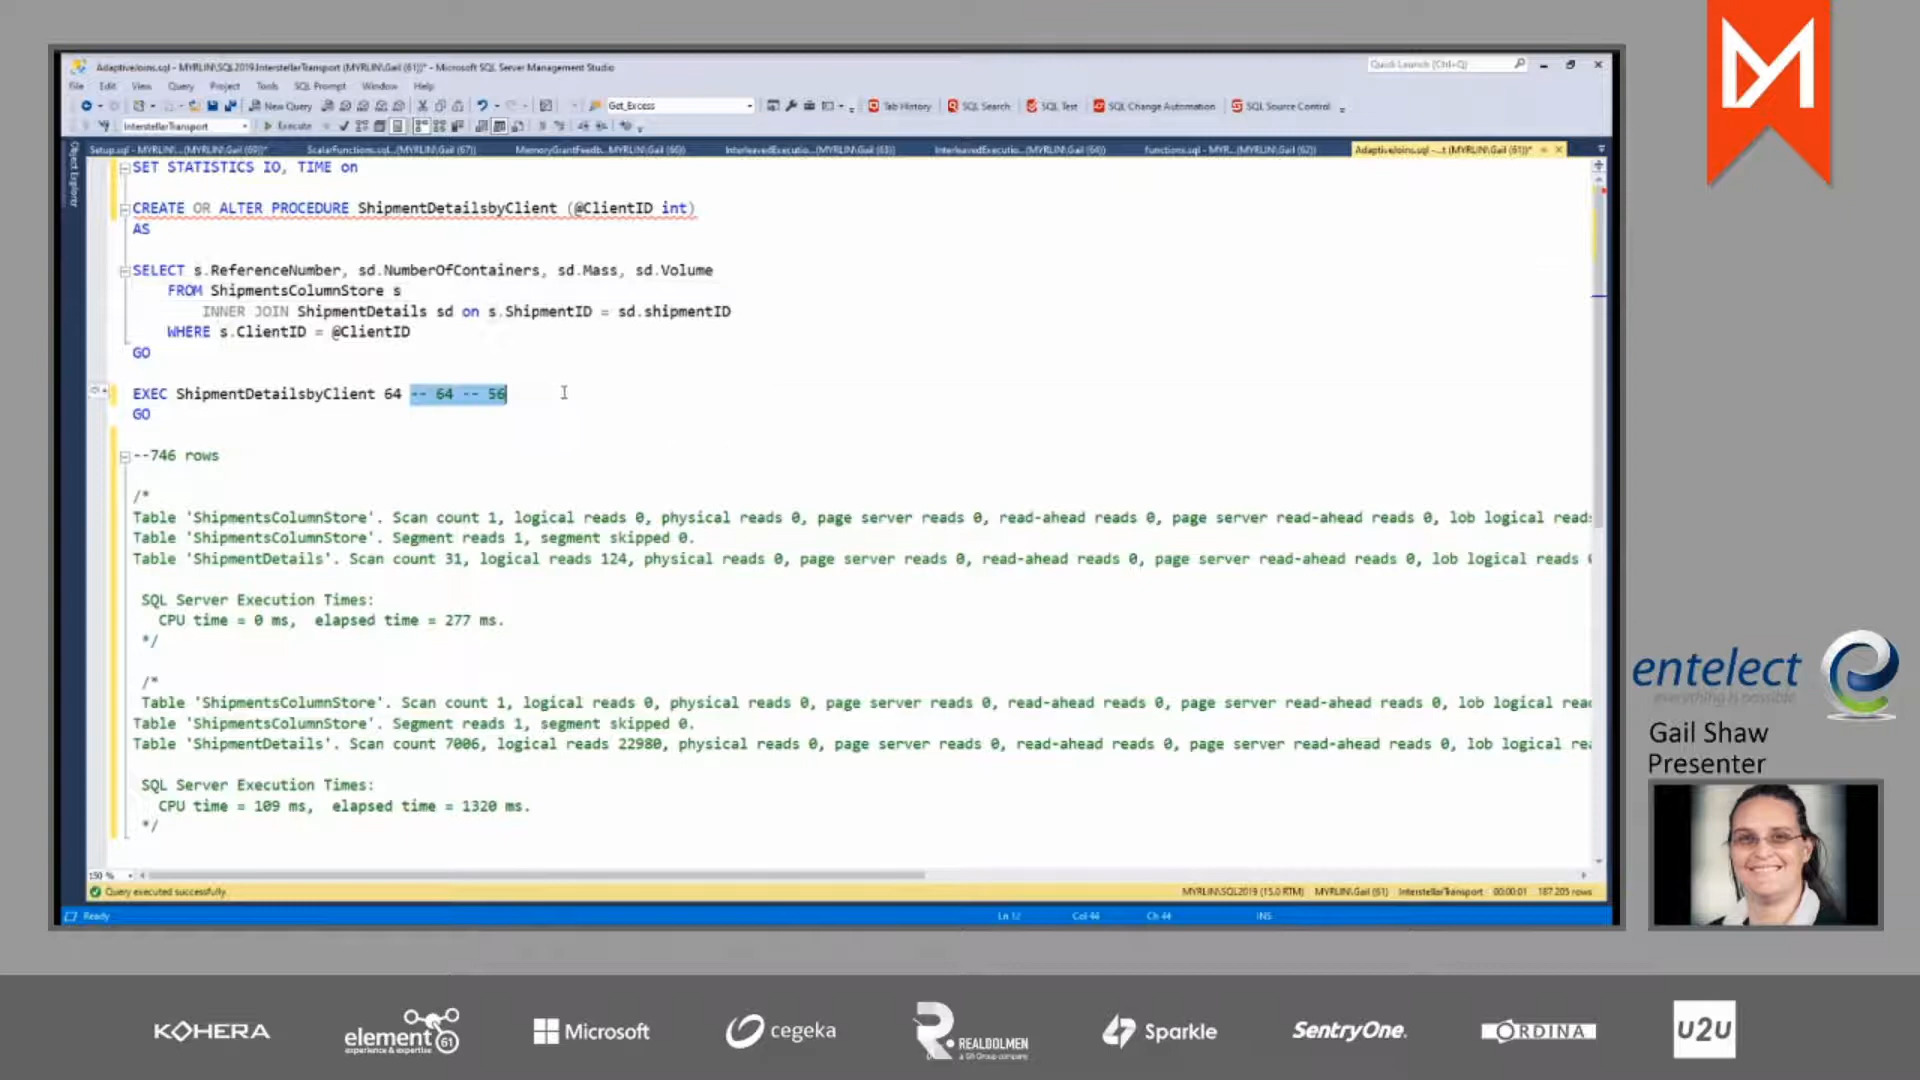 AdaptiveJoins.sql - MYRLIN\SQL2019.InterstellarTransport (MYRLIN\Gail (61))* - Microsoft SQL Server Management Studio
Quick Launch (Ctrl+Q)
File Edit View Query Project Tools SQL Prompt Window Help
New Query
Get_Excess
Tab History
SQL Search
SQL Test
SQL Change Automation
SQL Source Control
InterstellarTransport
Execute
Object Explorer
Setup.sql - MYRLIN\...(MYRLIN\Gail (69))*
ScalarFunctions.sql...(MYRLIN\Gail (67))
MemoryGrantFeedb...MYRLIN\Gail (66))
InterleavedExecutio...(MYRLIN\Gail (63))
InterleavedExecutio...(MYRLIN\Gail (64))
functions.sql - MYR...(MYRLIN\Gail (62))
AdaptiveJoins.sql -...t (MYRLIN\Gail (61))*
SET STATISTICS IO, TIME on
CREATE OR ALTER PROCEDURE ShipmentDetailsbyClient (@ClientID int)
AS
SELECT s.ReferenceNumber, sd.NumberOfContainers, sd.Mass, sd.Volume
FROM ShipmentsColumnStore s
INNER JOIN ShipmentDetails sd on s.ShipmentID = sd.shipmentID
WHERE s.ClientID = @ClientID
GO
EXEC ShipmentDetailsbyClient 64 -- 64 -- 56
GO
--746 rows
/*
Table 'ShipmentsColumnStore'. Scan count 1, logical reads 0, physical reads 0, page server reads 0, read-ahead reads 0, page server read-ahead reads 0, lob logical reads
Table 'ShipmentsColumnStore'. Segment reads 1, segment skipped 0.
Table 'ShipmentDetails'. Scan count 31, logical reads 124, physical reads 0, page server reads 0, read-ahead reads 0, page server read-ahead reads 0, lob logical reads
SQL Server Execution Times:
CPU time = 0 ms, elapsed time = 277 ms.
*/
/*
Table 'ShipmentsColumnStore'. Scan count 1, logical reads 0, physical reads 0, page server reads 0, read-ahead reads 0, page server read-ahead reads 0, lob logical rea
Table 'ShipmentsColumnStore'. Segment reads 1, segment skipped 0.
Table 'ShipmentDetails'. Scan count 7006, logical reads 22980, physical reads 0, page server reads 0, read-ahead reads 0, page server read-ahead reads 0, lob logical re
SQL Server Execution Times:
CPU time = 109 ms, elapsed time = 1320 ms.
*/
150 %
Query executed successfully.
MYRLIN\SQL2019 (15.0 RTM) MYRLIN\Gail (61) InterstellarTransport 00:00:01 187 205 rows
Ready
Ln 12 Col 44 Ch 44 INS
entelect
everything is possible
Gail Shaw
Presenter
KOHERA
element 61
experience & expertise
Microsoft
cegeka
REALDOLMEN
a Gfi Group company
Sparkle
SentryOne.
ORDINA
U2U